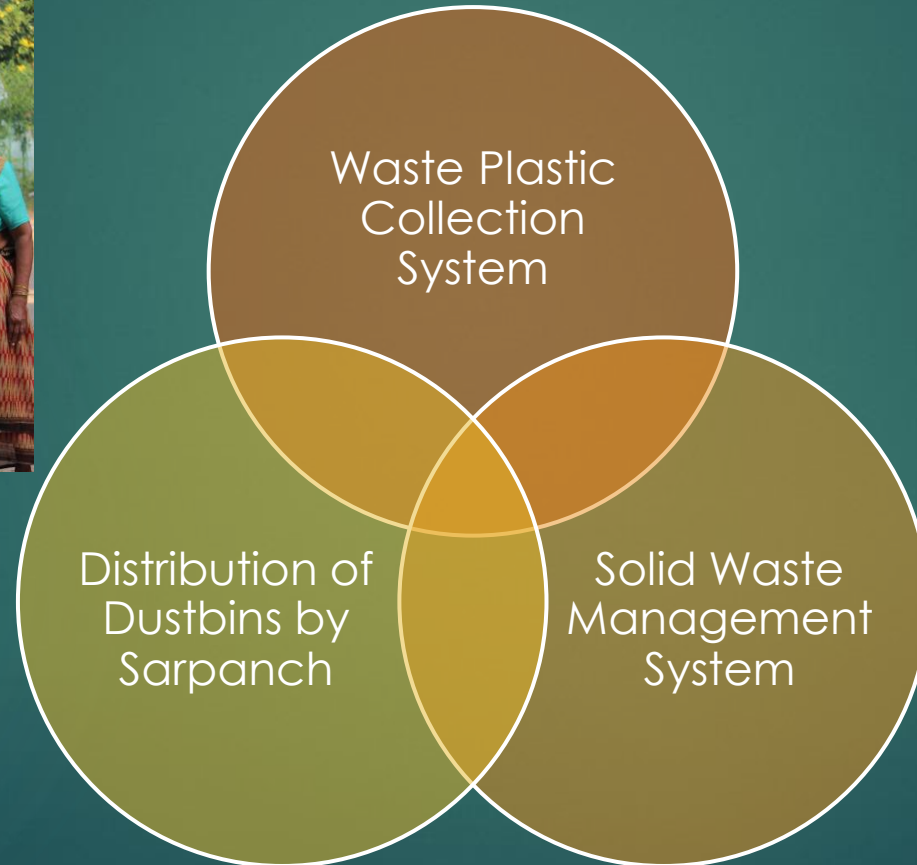 Waste Plastic
Collection
System
Distribution of
Dustbins by
Sarpanch
Solid Waste
Management
System